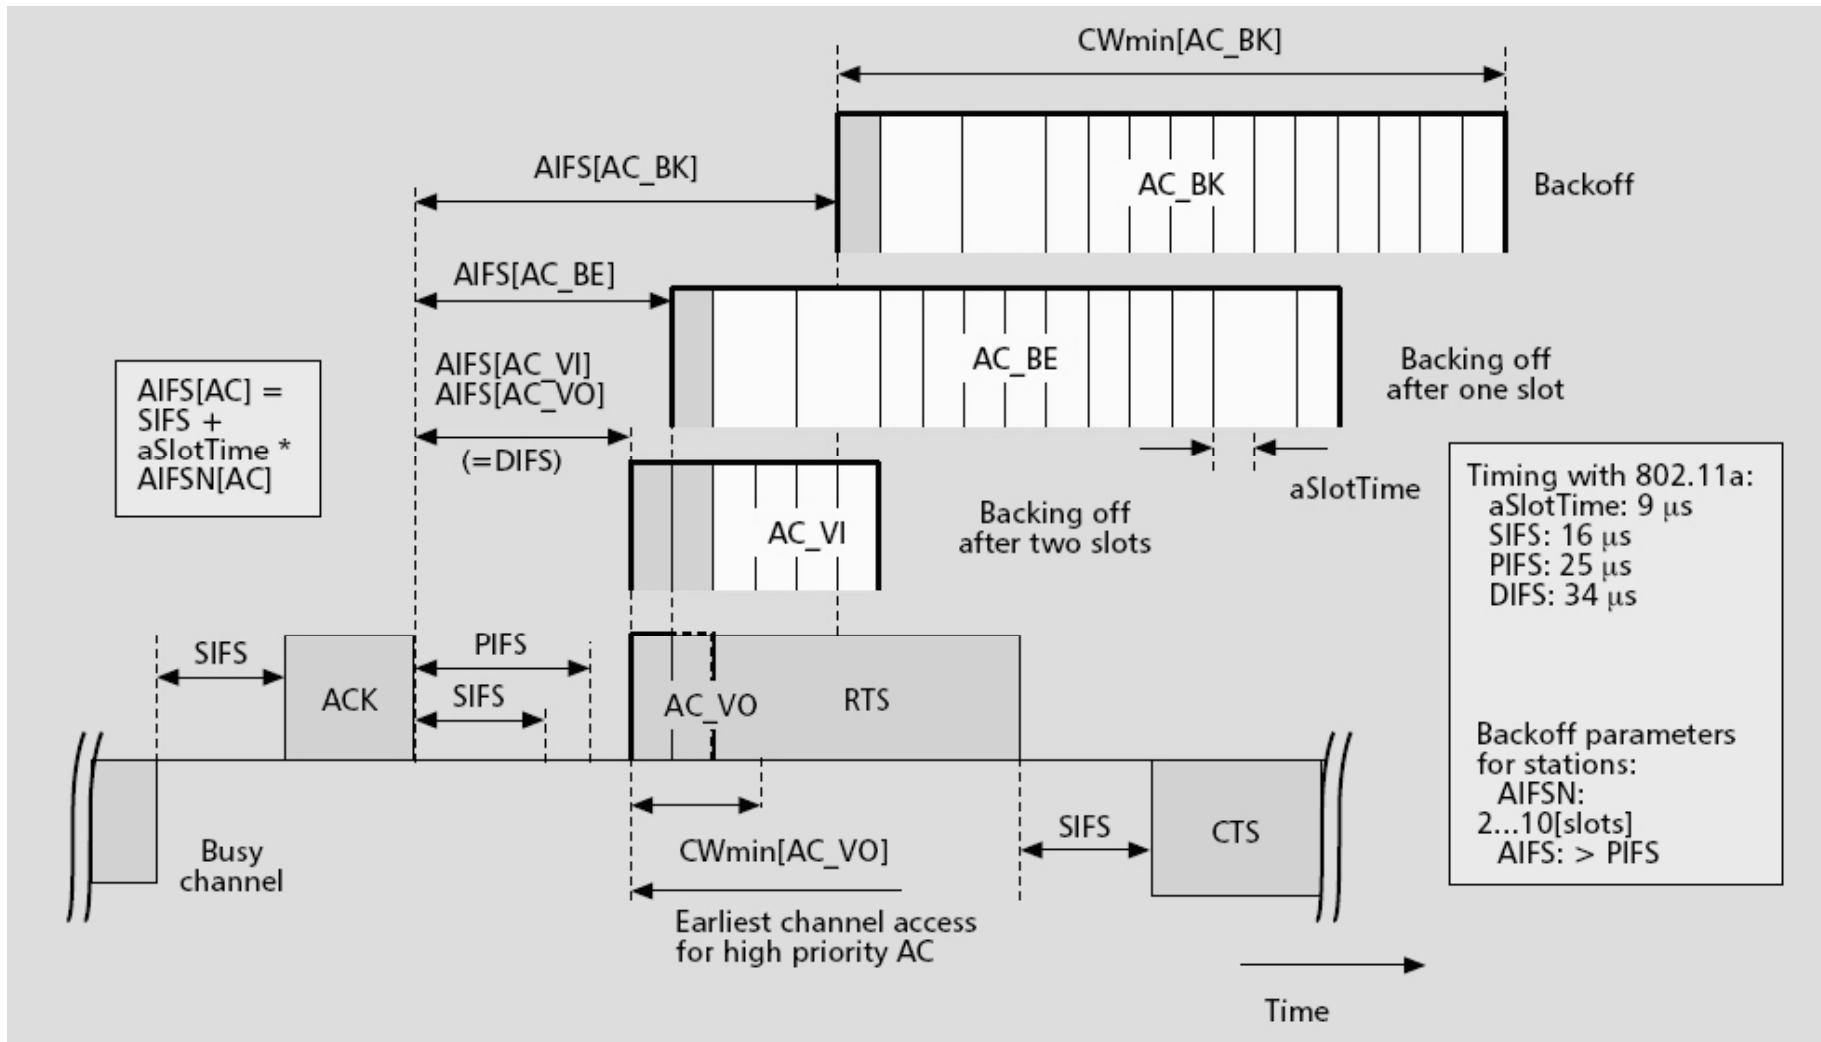 CWmin[AC_BK]
AIFS[AC_BK]
AC_BK
Backoff
AIFS[AC_BE]
AC_BE
Backing off
after one slot
AIFS[AC_VI]
AIFS[AC_VO]
(=DIFS)
AIFS[AC] =
SIFS +
aSlotTime *
AIFSN[AC]
aSlotTime
AC_VI
Backing off
after two slots
Timing with 802.11a:
aSlotTime: 9 μs
SIFS: 16 μs
PIFS: 25 μs
DIFS: 34 μs
Backoff parameters
for stations:
AIFSN:
2...10[slots]
AIFS: > PIFS
SIFS
ACK
PIFS
SIFS
AC_VO
RTS
Busy
channel
CWmin[AC_VO]
SIFS
CTS
Earliest channel access
for high priority AC
Time